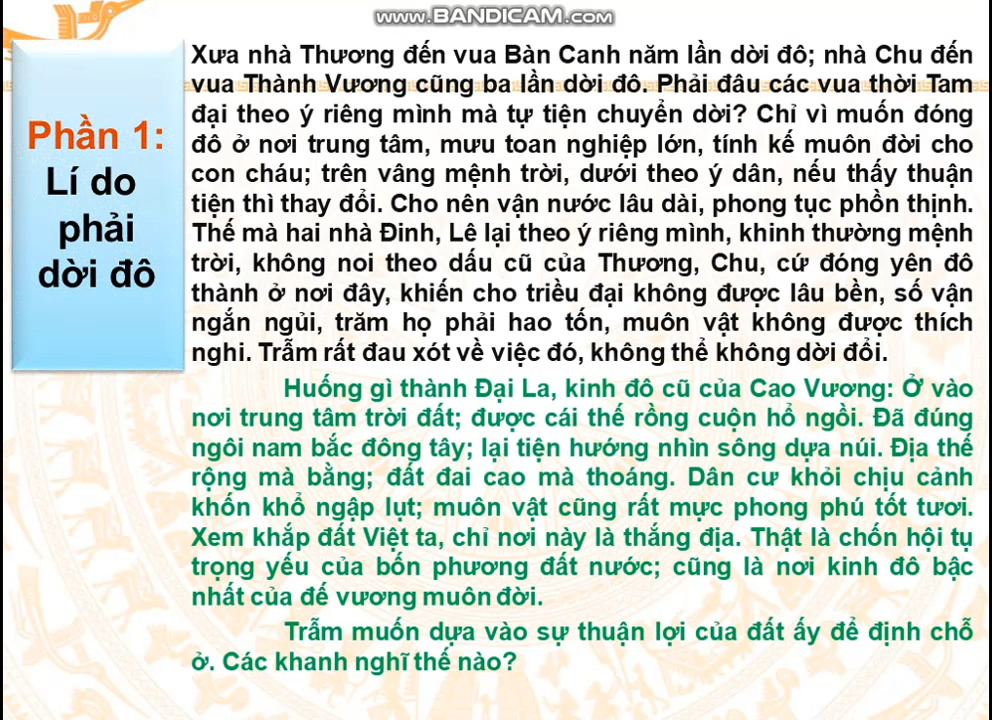 www.BANDICAM.com
Phần 1:
Lí do
phải
dời đô
Xưa nhà Thương đến vua Bàn Canh năm lần dời đô; nhà Chu đến
vua Thành Vương cũng ba lần dời đô. Phải đâu các vua thời Tam
đại theo ý riêng mình mà tự tiện chuyển dời? Chỉ vì muốn đóng
đô ở nơi trung tâm, mưu toan nghiệp lớn, tính kế muôn đời cho
con cháu; trên vâng mệnh trời, dưới theo ý dân, nếu thấy thuận
tiện thì thay đổi. Cho nên vận nước lâu dài, phong tục phồn thịnh.
Thế mà hai nhà Đinh, Lê lại theo ý riêng mình, khinh thường mệnh
trời, không noi theo dấu cũ của Thương, Chu, cứ đóng yên đô
thành ở nơi đây, khiến cho triều đại không được lâu bền, số vận
ngắn ngủi, trăm họ phải hao tốn, muôn vật không được thích
nghi. Trẫm rất đau xót về việc đó, không thể không dời đổi.
Huống gì thành Đại La, kinh đô cũ của Cao Vương: Ở vào
nơi trung tâm trời đất; được cái thế rồng cuộn hổ ngồi. Đã đúng
ngôi nam bắc đông tây; lại tiện hướng nhìn sông dựa núi. Địa thế
rộng mà bằng; đất đai cao mà thoáng. Dân cư khỏi chịu cảnh
khốn khổ ngập lụt; muôn vật cũng rất mực phong phú tốt tươi.
Xem khắp đất Việt ta, chỉ nơi này là thắng địa. Thật là chốn hội tụ
trọng yếu của bốn phương đất nước; cũng là nơi kinh đô bậc
nhất của đế vương muôn đời.
Trẫm muốn dựa vào sự thuận lợi của đất ấy để định chỗ
ở. Các khanh nghĩ thế nào?